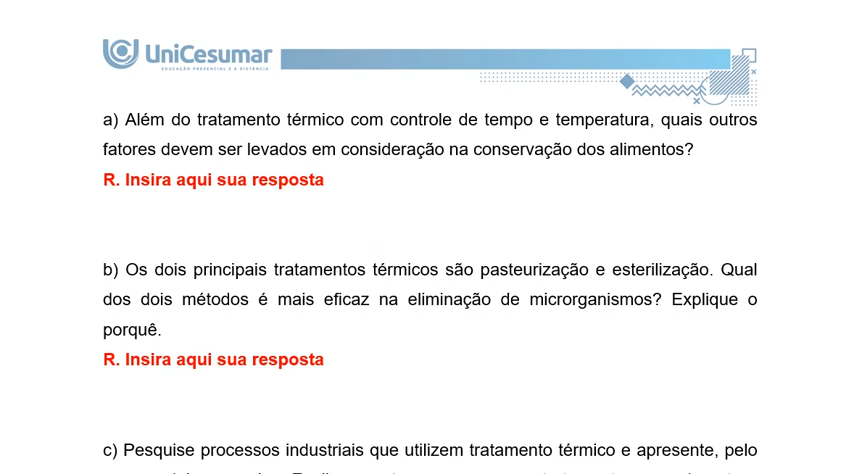 UniCesumar
EDUCAÇÃO PRESENCIAL E A DISTÂNCIA
a) Além do tratamento térmico com controle de tempo e temperatura, quais outros
fatores devem ser levados em consideração na conservação dos alimentos?
R. Insira aqui sua resposta
b) Os dois principais tratamentos térmicos são pasteurização e esterilização. Qual
dos dois métodos é mais eficaz na eliminação de microrganismos? Explique o
porquê.
R. Insira aqui sua resposta
c) Pesquise processos industriais que utilizem tratamento térmico e apresente, pelo